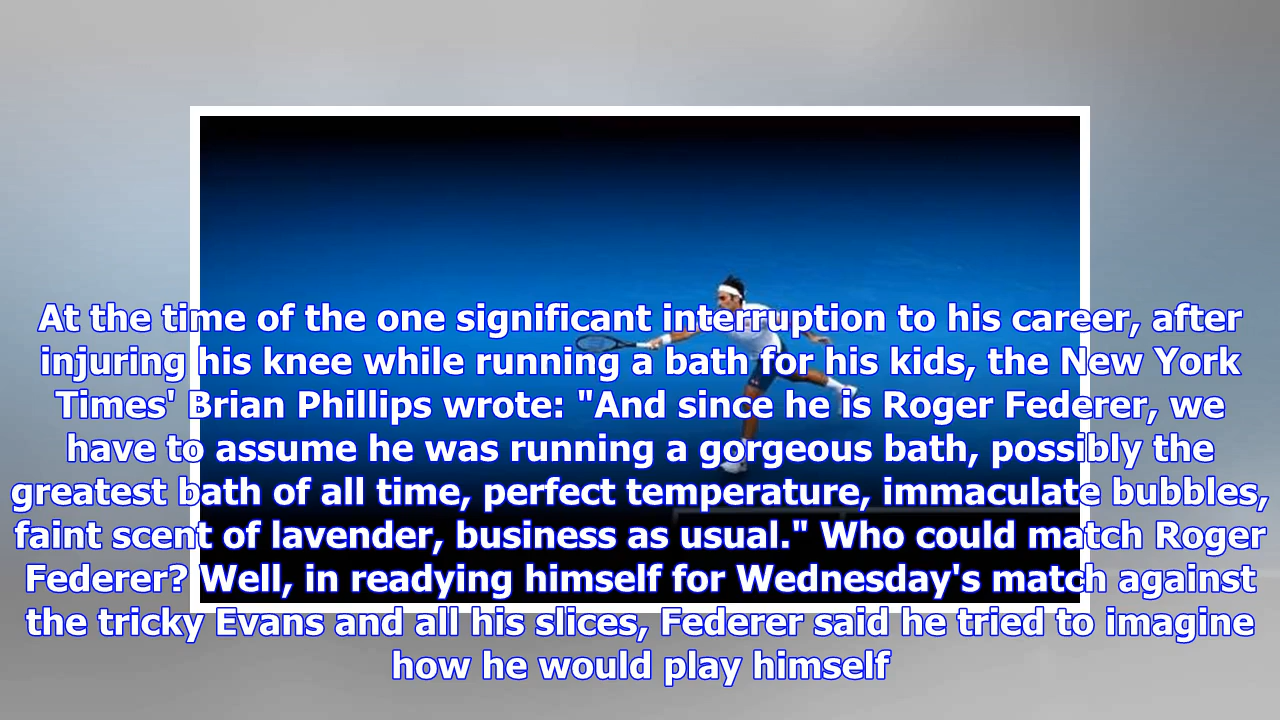 At the time of the one significant interruption to his career, after
injuring his knee while running a bath for his kids, the New York
Times' Brian Phillips wrote: "And since he is Roger Federer, we
have to assume he was running a gorgeous bath, possibly the
greatest bath of all time, perfect temperature, immaculate bubbles,
faint scent of lavender, business as usual." Who could match Roger
Federer? Well, in readying himself for Wednesday's match against
the tricky Evans and all his slices, Federer said he tried to imagine
how he would play himself